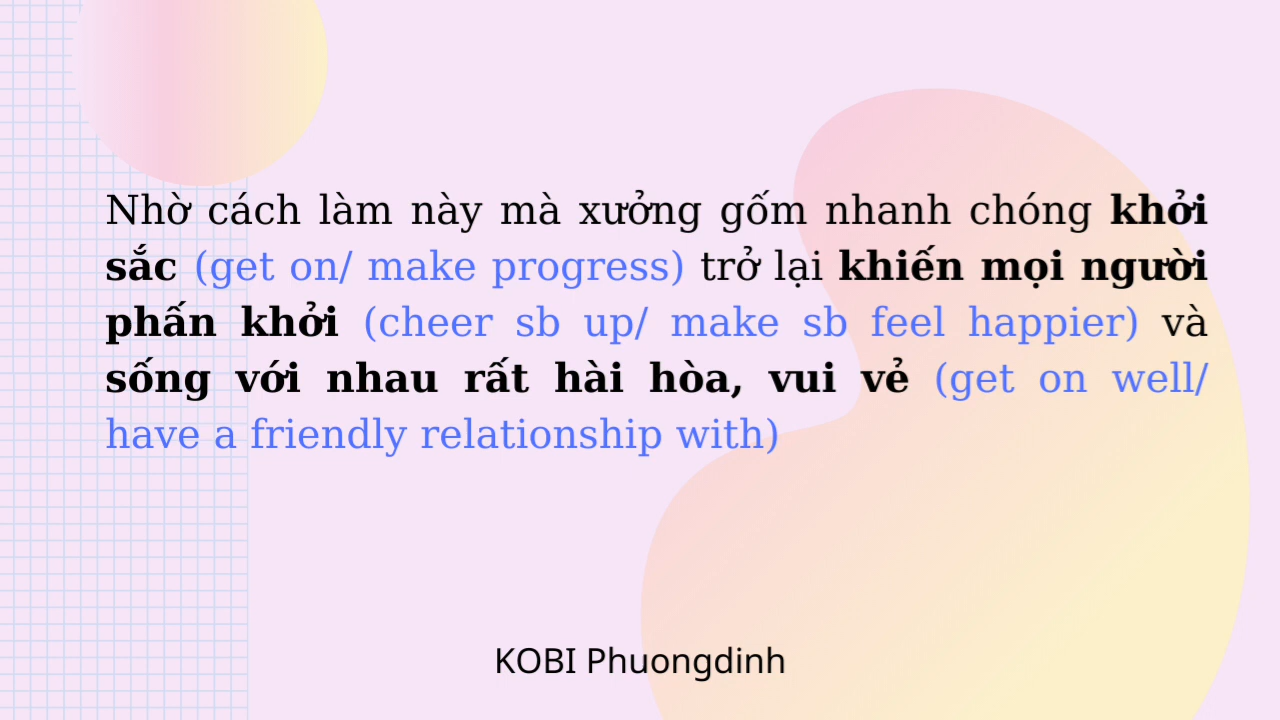 Nhờ cách làm này mà xưởng gốm nhanh chóng khởi
sắc (get on/ make progress) trở lại khiến mọi người
phấn khởi (cheer sb up/ make sb feel happier) và
sống với nhau rất hài hòa, vui vẻ (get on well/
have a friendly relationship with)
KOBI Phuongdinh